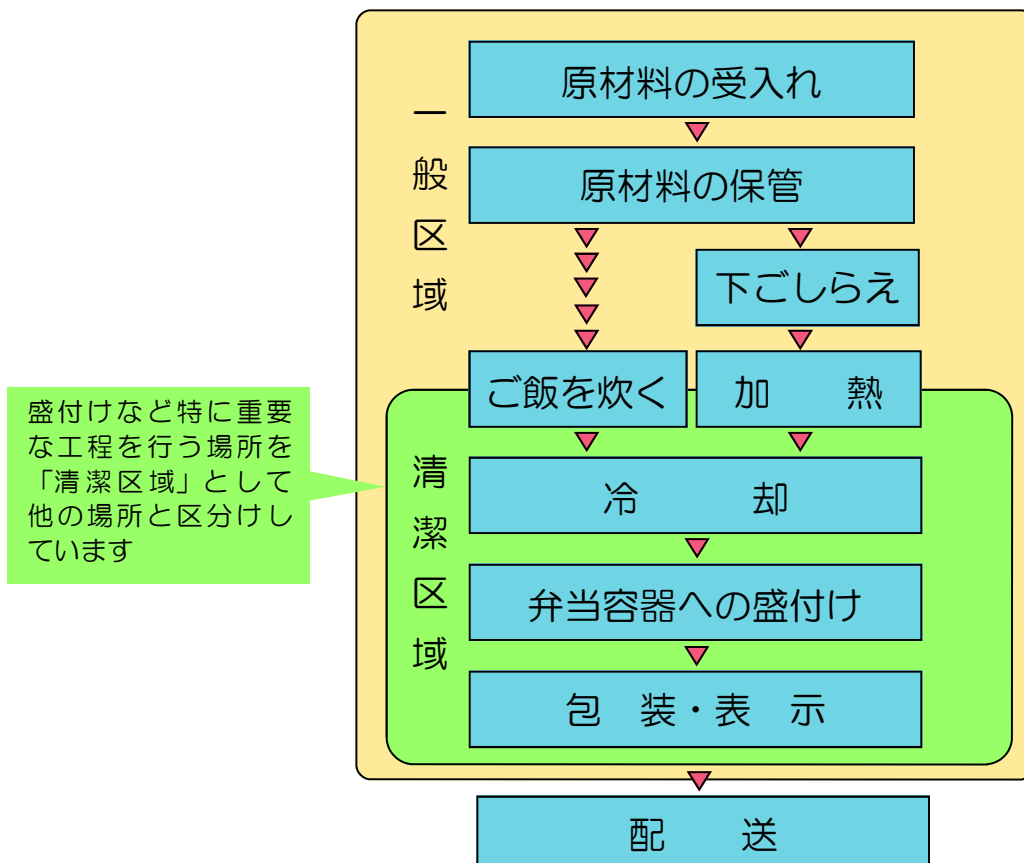 一般区域
原材料の受入れ
原材料の保管
下ごしらえ
ご飯を炊く
加　熱
盛付けなど特に重要
な工程を行う場所を
「清潔区域」として
他の場所と区分けし
ています
清潔区域
冷　却
弁当容器への盛付け
包　装・表　示
配　送